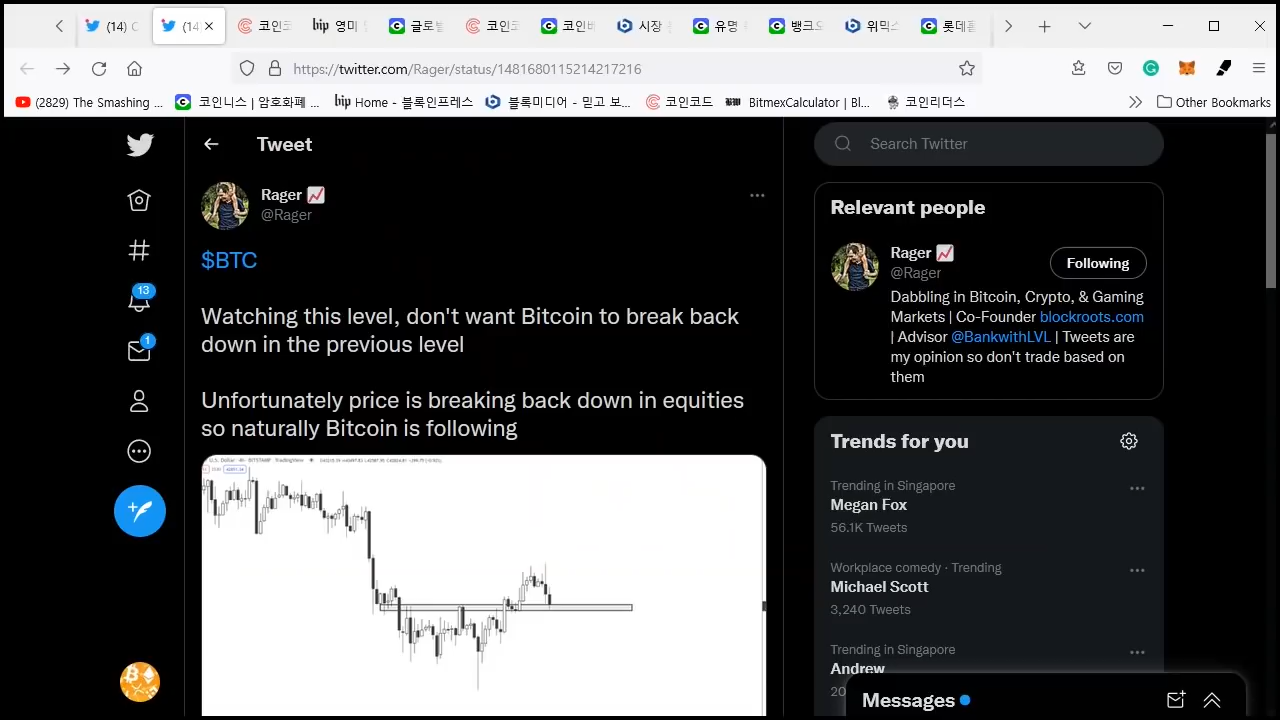 (14) C
(14)
코인ㄷ
영미
글로벌
코인ㄷ
코인베
시장
유명
뱅크오
위믹스
롯데홈
https://twitter.com/Rager/status/1481680115214217216
(2829) The Smashing ...
코인니스 | 암호화폐 ...
Home - 블록인프레스
블록미디어 - 믿고 보...
코인코드
BitmexCalculator | Bl...
코인리더스
Other Bookmarks
Tweet
Search Twitter
Rager
@Rager
$BTC
Watching this level, don't want Bitcoin to break back
down in the previous level
Unfortunately price is breaking back down in equities
so naturally Bitcoin is following
Relevant people
Rager
@Rager
Following
Dabbling in Bitcoin, Crypto, & Gaming
Markets | Co-Founder blockroots.com
| Advisor @BankwithLVL | Tweets are
my opinion so don't trade based on
them
Trends for you
Trending in Singapore
Megan Fox
56.1K Tweets
Workplace comedy · Trending
Michael Scott
3,240 Tweets
Trending in Singapore
Andrew
20
Messages
13
1